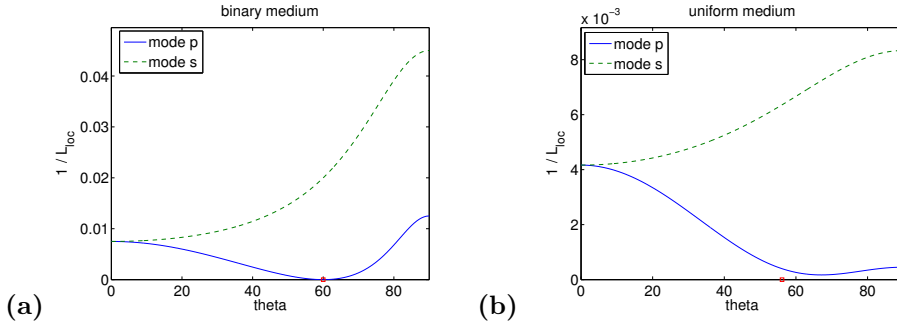 binary medium
mode p
mode s
0.04
0.03
0.02
0.01
0
1 / L_loc
0 20 40 60 80
theta
(a)
x 10^-3
uniform medium
mode p
mode s
8
6
4
2
0
1 / L_loc
0 20 40 60 80
theta
(b)